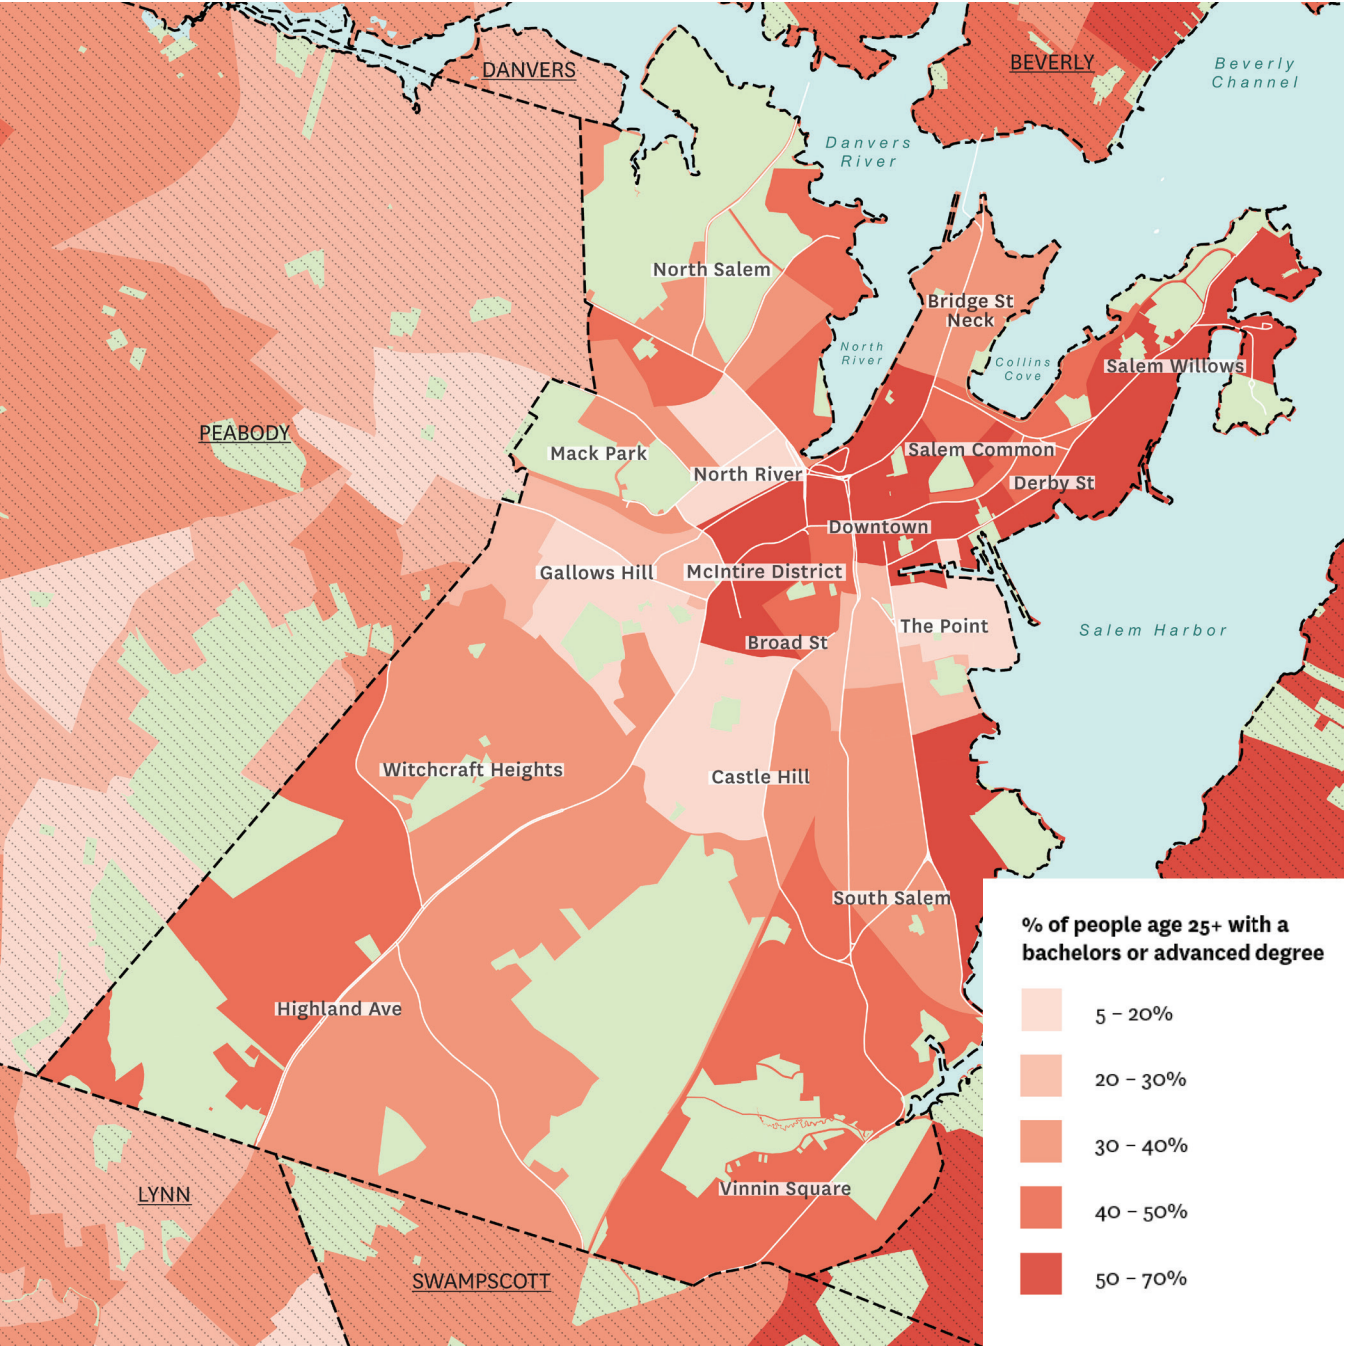 DANVERS
BEVERLY
Beverly
Channel
Danvers
River
North Salem
Bridge St
Neck
North
River
Collins
Cove
Salem Willows
PEABODY
Mack Park
North River
Salem Common
Derby St
Downtown
Gallows Hill
McIntire District
The Point
Salem Harbor
Broad St
Witchcraft Heights
Castle Hill
South Salem
Highland Ave
Vinnin Square
LYNN
SWAMPSCOTT
% of people age 25+ with a
bachelors or advanced degree
5 – 20%
20 – 30%
30 – 40%
40 – 50%
50 – 70%